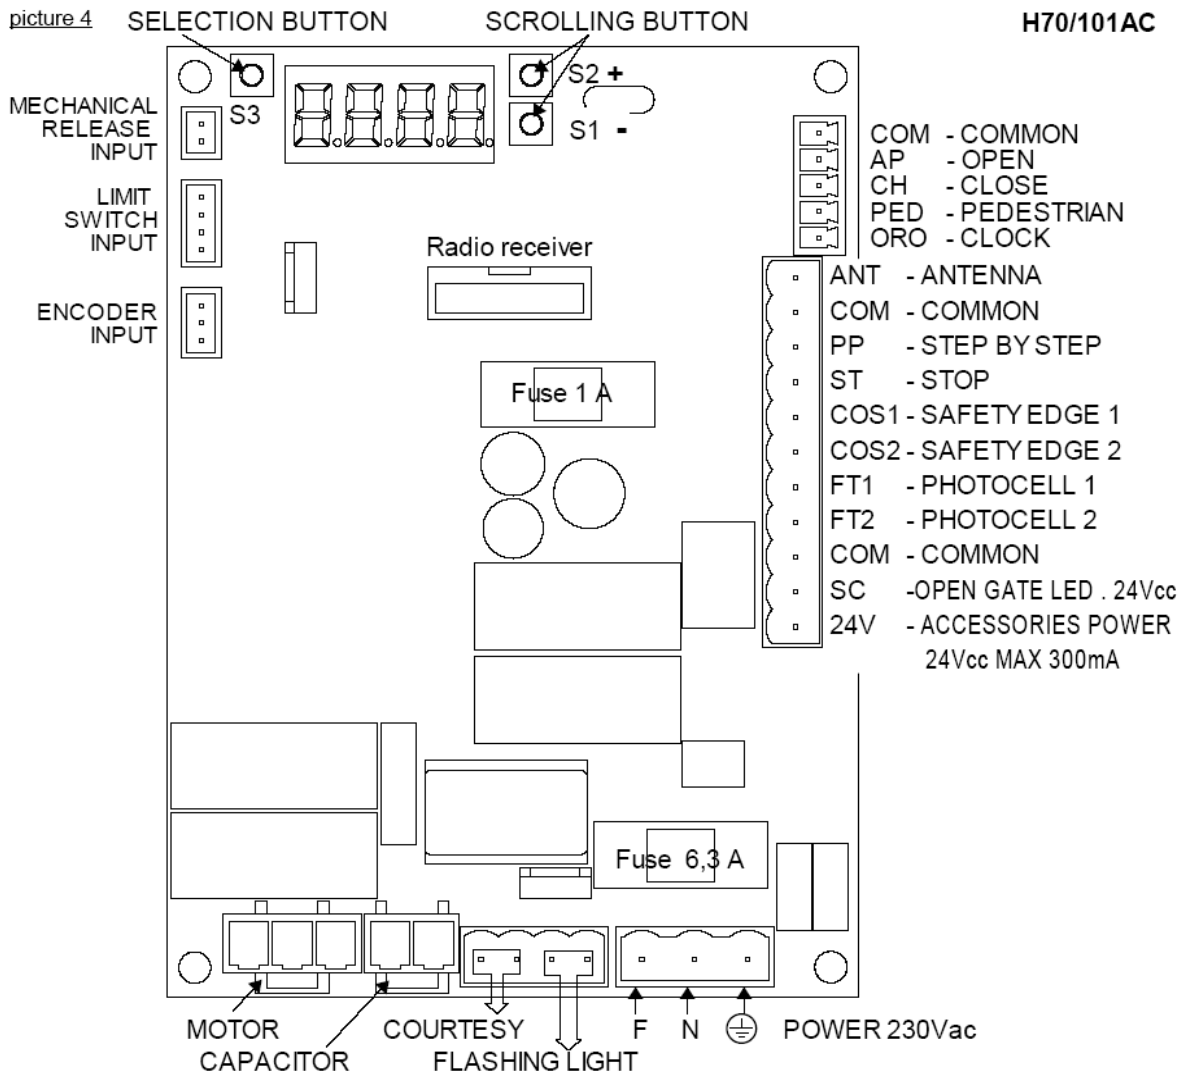 picture 4
SELECTION BUTTON
SCROLLING BUTTON
H70/101AC
S3
S2 +
S1 -
MECHANICAL
RELEASE
INPUT
LIMIT
SWITCH
INPUT
ENCODER
INPUT
Radio receiver
COM - COMMON
AP - OPEN
CH - CLOSE
PED - PEDESTRIAN
ORO - CLOCK
ANT - ANTENNA
COM - COMMON
PP - STEP BY STEP
ST - STOP
COS1 - SAFETY EDGE 1
COS2 - SAFETY EDGE 2
FT1 - PHOTOCELL 1
FT2 - PHOTOCELL 2
COM - COMMON
SC -OPEN GATE LED . 24Vcc
24V - ACCESSORIES POWER
24Vcc MAX 300mA
Fuse 1 A
Fuse 6,3 A
MOTOR
CAPACITOR
COURTESY
FLASHING LIGHT
F N
POWER 230Vac